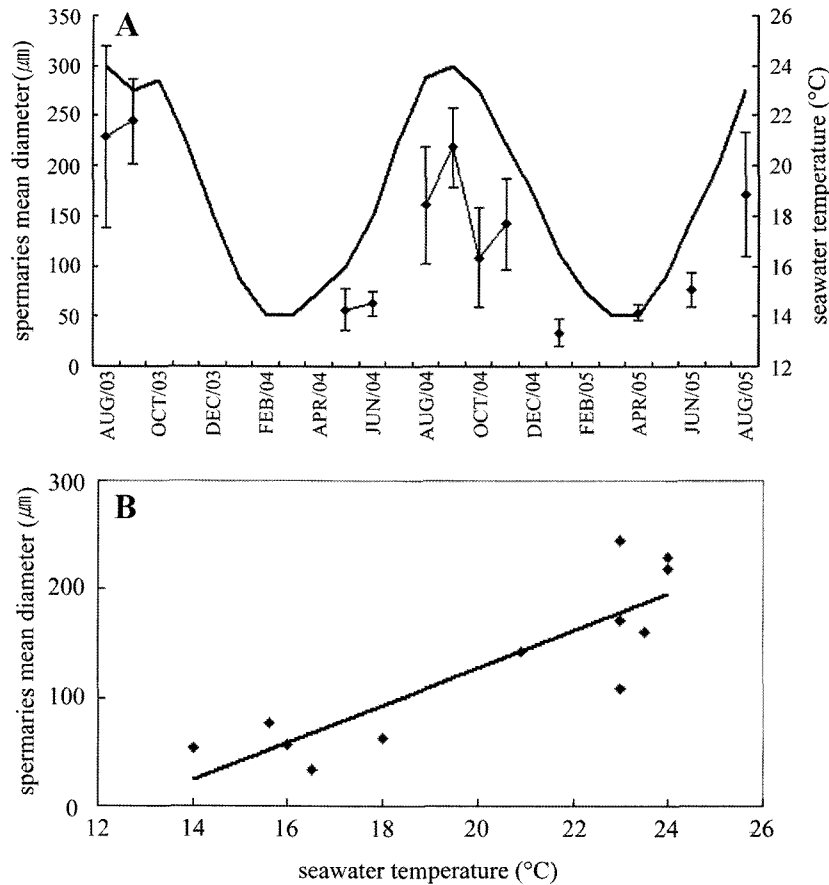 A
350
300
250
200
150
100
50
0
spermaries mean diameter (㎛)
26
24
22
20
18
16
14
12
seawater temperature (°C)
AUG/03
OCT/03
DEC/03
FEB/04
APR/04
JUN/04
AUG/04
OCT/04
DEC/04
FEB/05
APR/05
JUN/05
AUG/05
B
300
200
100
0
spermaries mean diameter (㎛)
12
14
16
18
20
22
24
26
seawater temperature (°C)